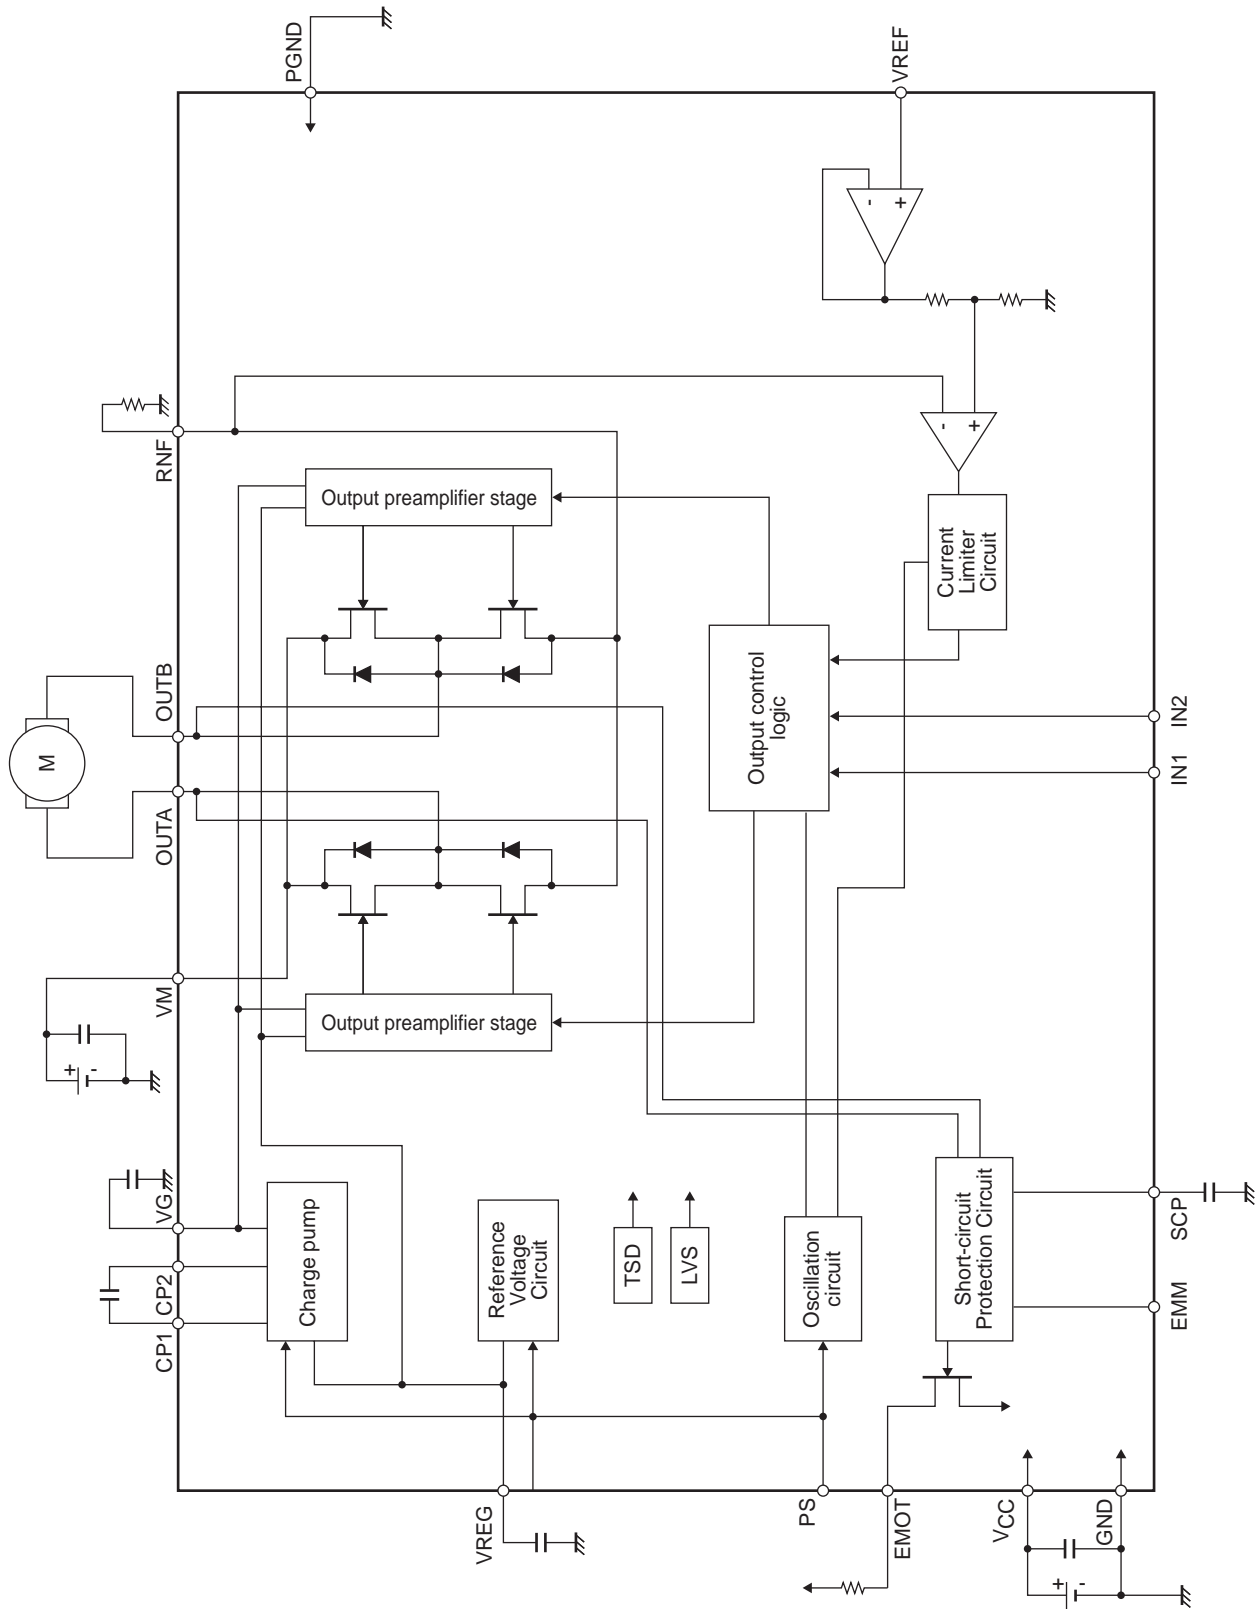 PGND
VREF
-
+
RNF
-
+
Output preamplifier stage
Current
Limiter
Circuit
OUTB
M
Output control
logic
IN2
IN1
OUTA
VM
Output preamplifier stage
+
-
VG
CP2
CP1
Charge pump
Reference
Voltage
Circuit
TSD
LVS
Oscillation
circuit
Short-circuit
Protection Circuit
SCP
EMM
VREG
PS
EMOT
VCC
GND
+
-